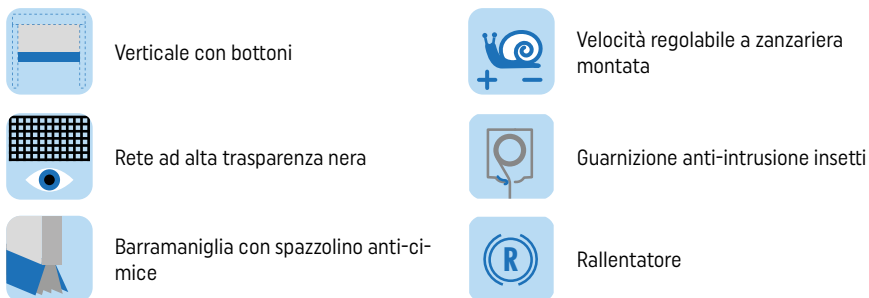 Verticale con bottoni
Velocità regolabile a zanzariera
montata
Rete ad alta trasparenza nera
Guarnizione anti-intrusione insetti
Barramaniglia con spazzolino anti-ci-
mice
R
Rallentatore